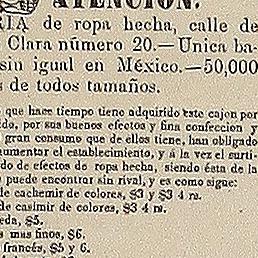 ATENCION.
RIA de ropa hecha, calle de
Clara número 20.—Unica ba-
sin igual en México.—50,000
s de todos tamaños.
que hace tiempo tiene adquirido este cajon por
ido, por sus buenos efectos y fina confeccion y
gran consumo que de ellos tiene, han obligado
aumentar el establecimiento, y á la vez el surti-
do de efectos de ropa hecha, siendo ésta de la
puede encontrar sin rival, y es como sigue:
de cachemir de colores, $3 y $3 4 rs.
de casimir de colores, $3 4 rs.
eda, $5.
s mas finos, $6.
francés, $5 y 6.